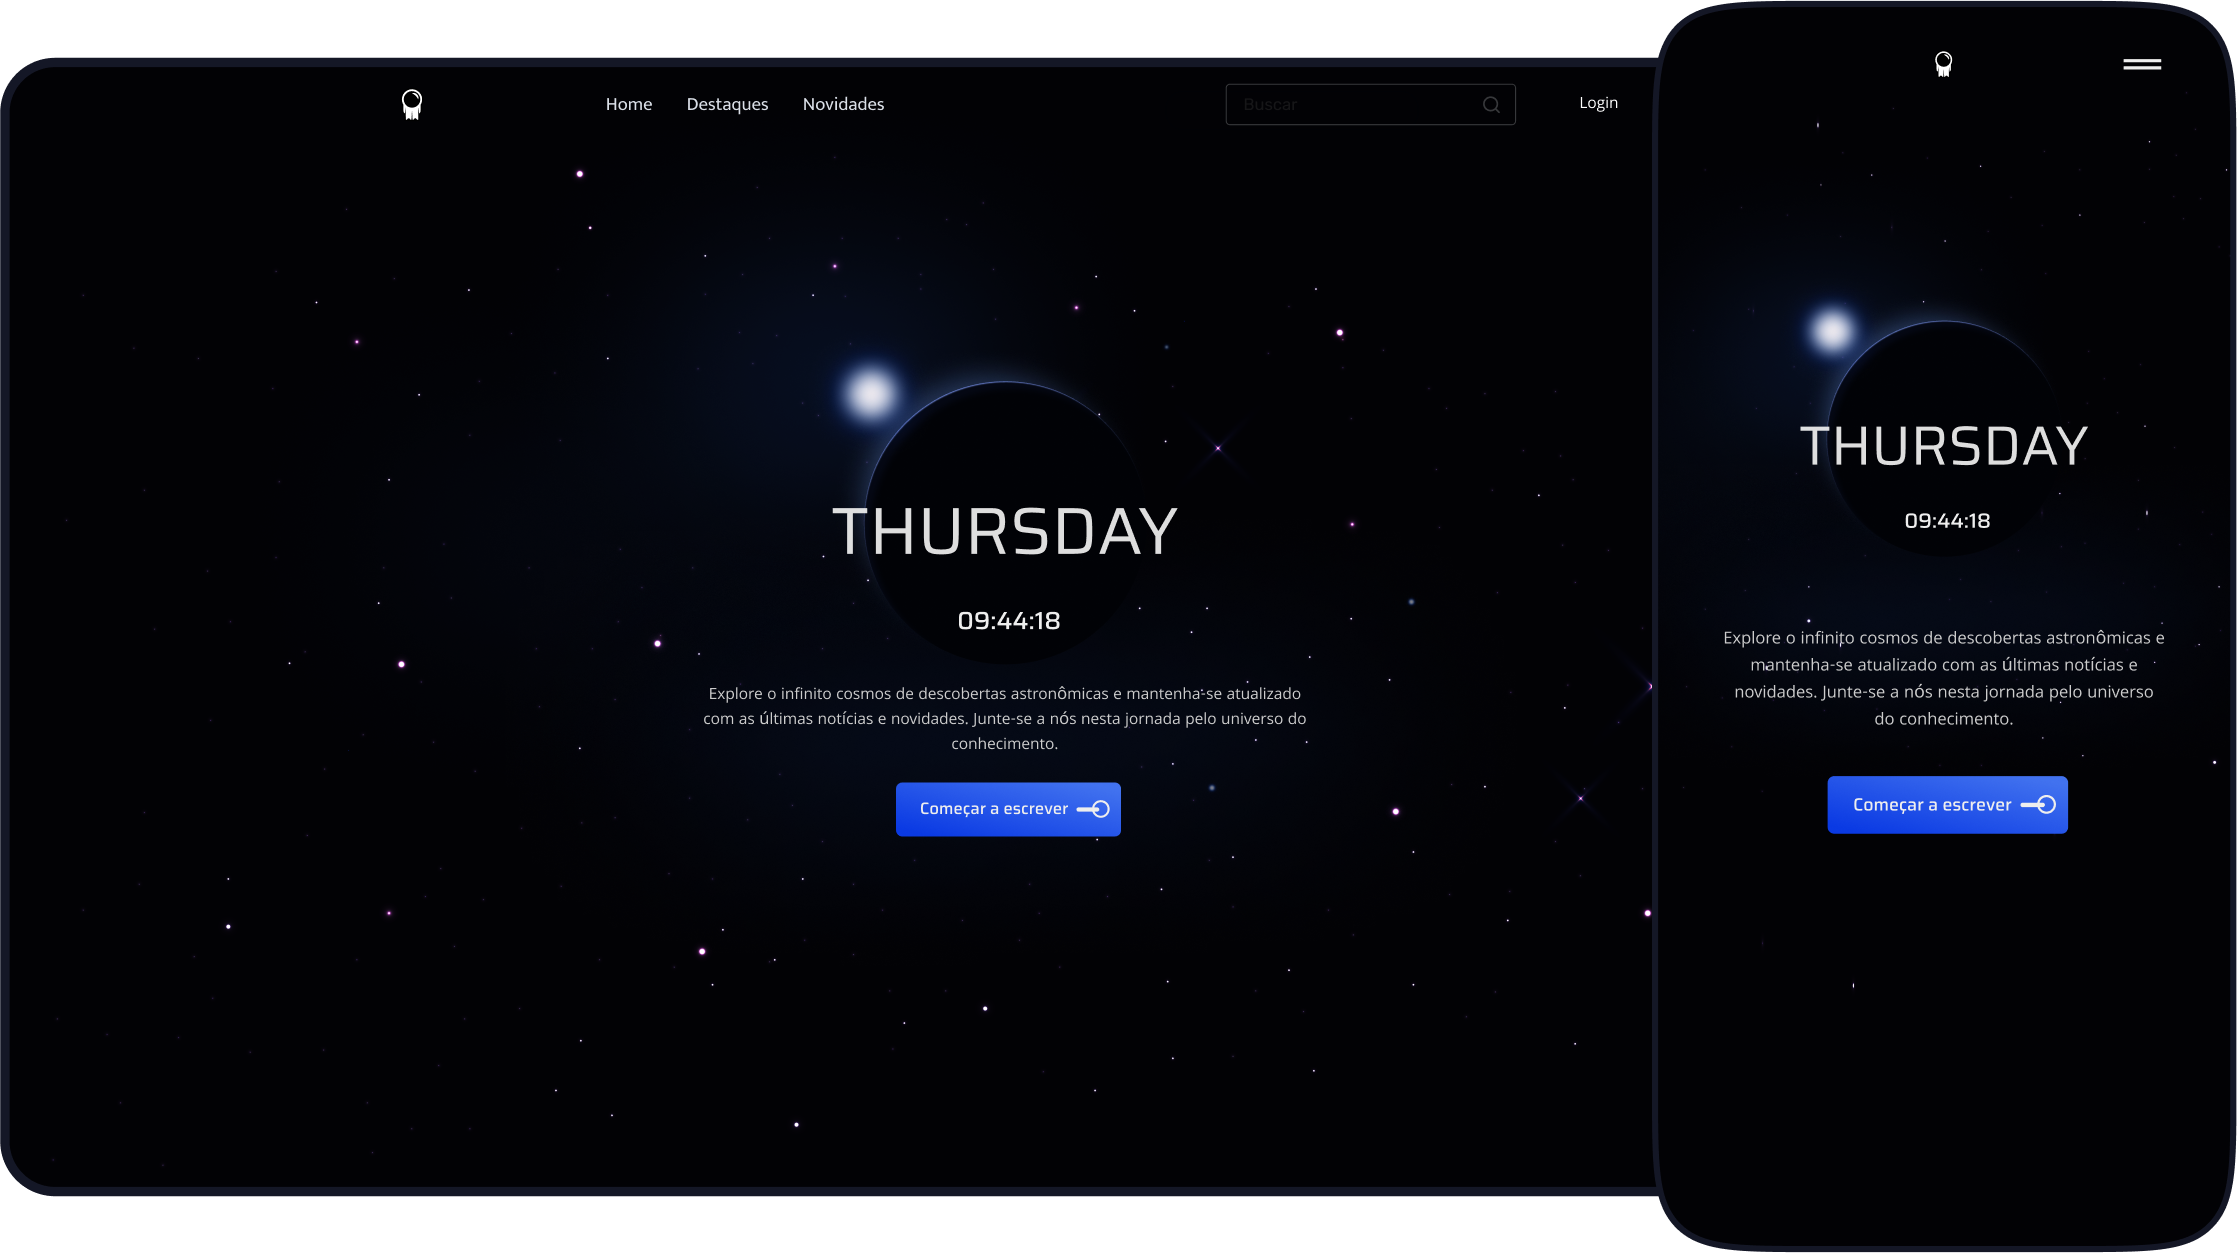 Home Destaques Novidades
Buscar
Login
THURSDAY
09:44:18
Explore o infinito cosmos de descobertas astronômicas e mantenha-se atualizado
com as últimas notícias e novidades. Junte-se a nós nesta jornada pelo universo do
conhecimento.
Começar a escrever
THURSDAY
09:44:18
Explore o infinito cosmos de descobertas astronômicas e
mantenha-se atualizado com as últimas notícias e
novidades. Junte-se a nós nesta jornada pelo universo
do conhecimento.
Começar a escrever